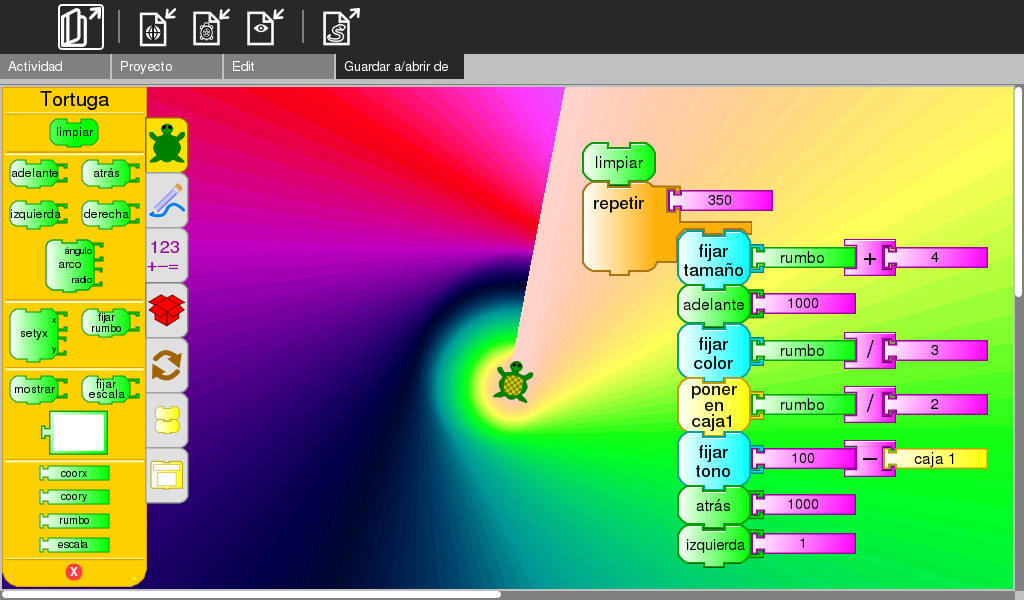 Actividad
Proyecto
Edit
Guardar a/abrir de
Tortuga
limpiar
adelante
atrás
izquierda
derecha
ángulo
arco
radio
setyx
x
y
fijar
rumbo
mostrar
fijar
escala
coorx
coory
rumbo
escala
X
123
+−=
limpiar
repetir 350
fijar
tamaño
rumbo + 4
adelante 1000
fijar
color
rumbo / 3
poner
en
caja1
rumbo / 2
fijar
tono
100 − caja 1
atrás 1000
izquierda 1